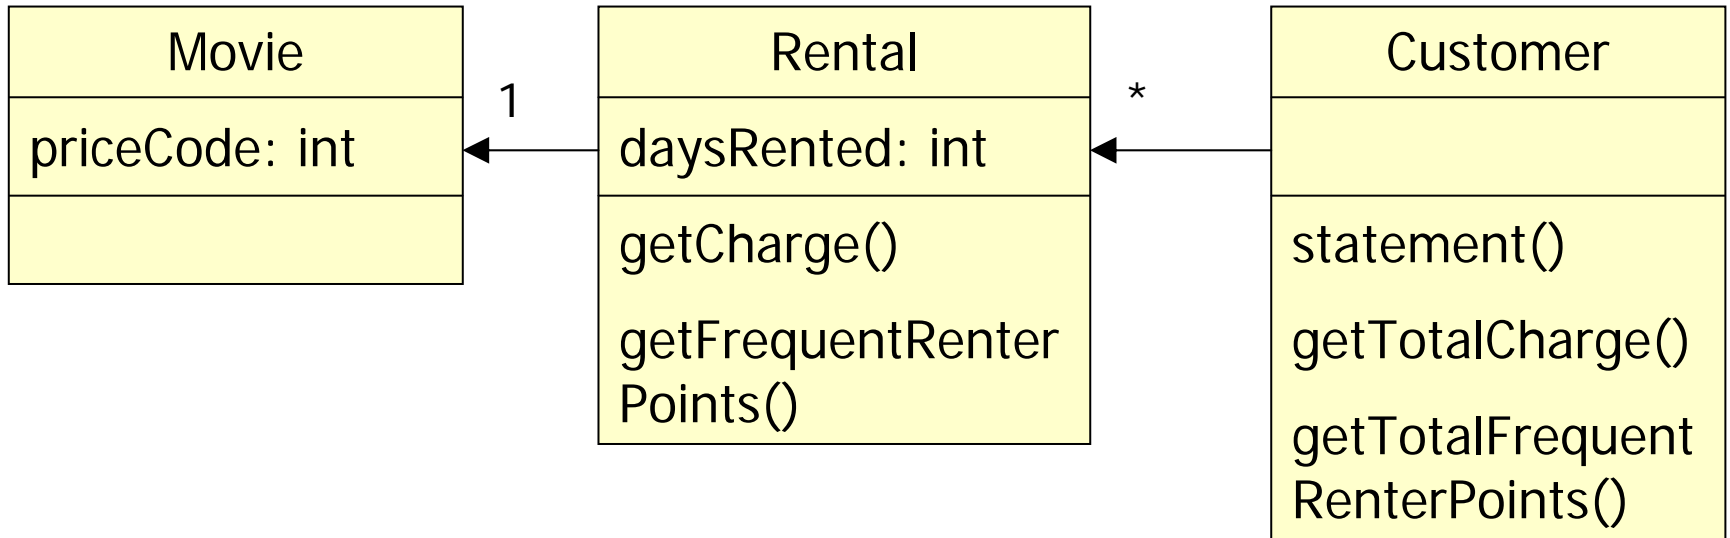 Movie
priceCode: int
1
Rental
daysRented: int
getCharge()
getFrequentRenter
Points()
*
Customer
statement()
getTotalCharge()
getTotalFrequent
RenterPoints()